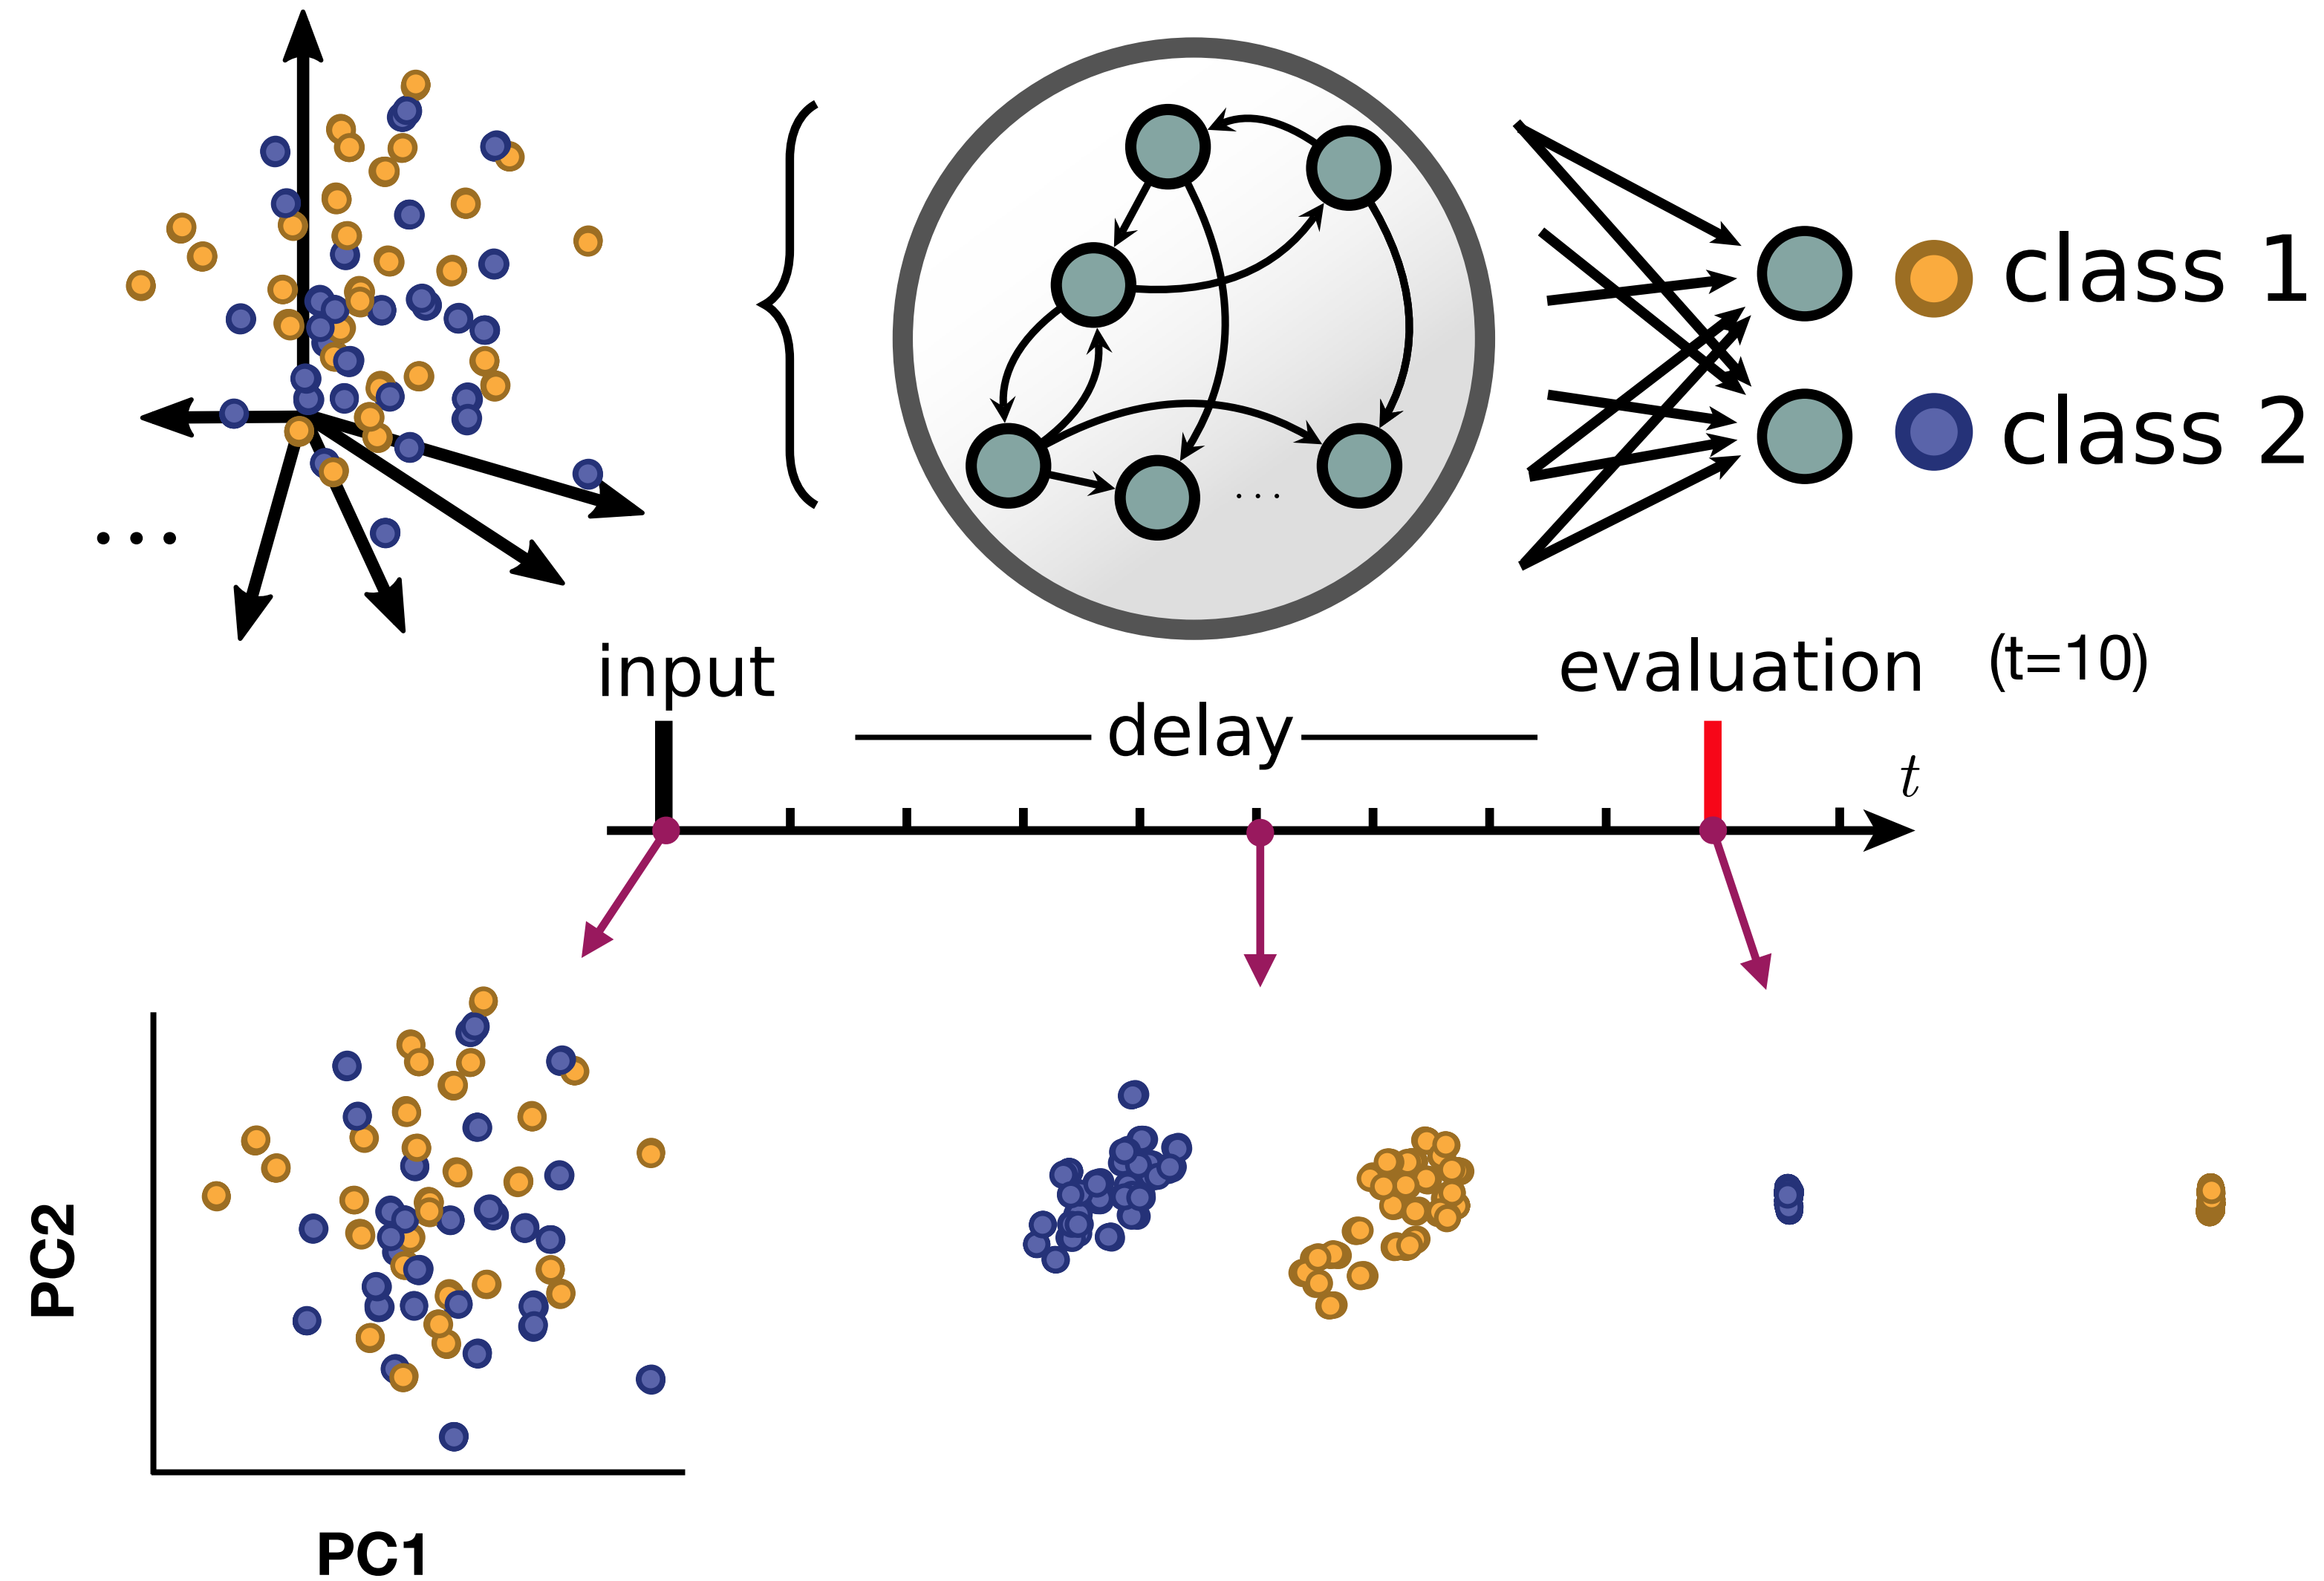 class 1
class 2
...
...
input
evaluation (t=10)
delay
t
PC2
PC1